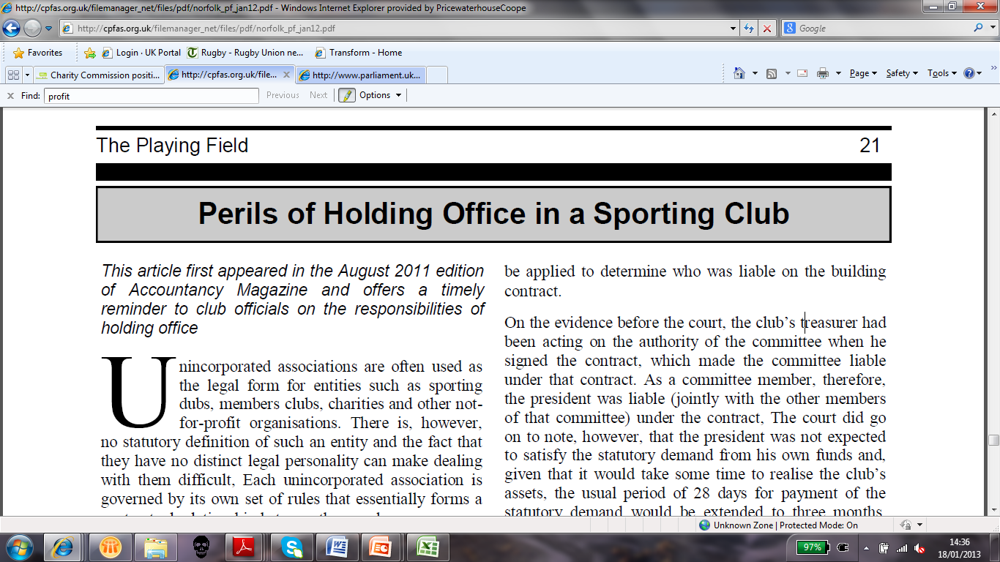 http://cpfas.org.uk/filemanager_net/files/pdf/norfolk_pf_jan12.pdf - Windows Internet Explorer provided by PricewaterhouseCoope
http://cpfas.org.uk/filemanager_net/files/pdf/norfolk_pf_jan12.pdf
Google
Favorites
Login · UK Portal
Rugby - Rugby Union ne...
Transform - Home
Charity Commission positi...
http://cpfas.org.uk/file...
http://www.parliament.uk...
Page
Safety
Tools
Find: profit
Previous
Next
Options
The Playing Field
21
Perils of Holding Office in a Sporting Club
This article first appeared in the August 2011 edition
of Accountancy Magazine and offers a timely
reminder to club officials on the responsibilities of
holding office
Unincorporated associations are often used as
the legal form for entities such as sporting
dubs, members clubs, charities and other not-
for-profit organisations. There is, however,
no statutory definition of such an entity and the fact that
they have no distinct legal personality can make dealing
with them difficult, Each unincorporated association is
governed by its own set of rules that essentially forms a
be applied to determine who was liable on the building
contract.
On the evidence before the court, the club's treasurer had
been acting on the authority of the committee when he
signed the contract, which made the committee liable
under that contract. As a committee member, therefore,
the president was liable (jointly with the other members
of that committee) under the contract, The court did go
on to note, however, that the president was not expected
to satisfy the statutory demand from his own funds and,
given that it would take some time to realise the club's
assets, the usual period of 28 days for payment of the
statutory demand would be extended to three months.
Unknown Zone | Protected Mode: On
97%
14:36
18/01/2013